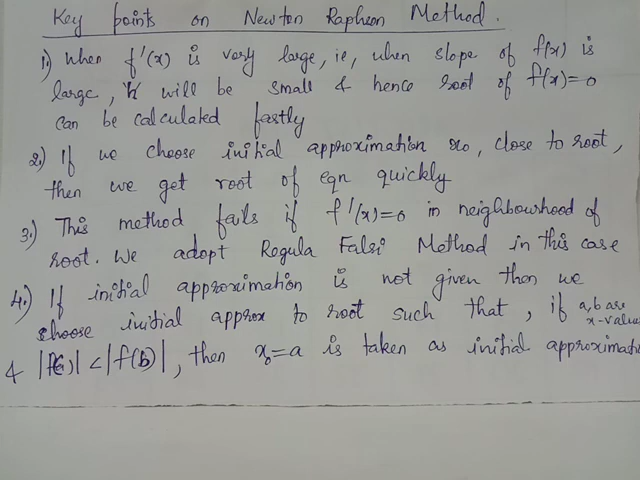 Key points on Newton Raphson Method.
1.) When f'(x) is very large, ie, when slope of f(x) is
large, 'h' will be small & hence root of f(x)=0
can be calculated fastly
2.) If we choose initial approximation x0, close to root,
then we get root of eqn quickly
3.) This method fails if f'(x)=0 in neighbourhood of
root. We adopt Regula Falsi Method in this case
4.) If initial approximation is not given then we
choose initial approx to root such that, if a,b are
x-values
& |f(a)| < |f(b)|, then x0=a is taken as initial approximati